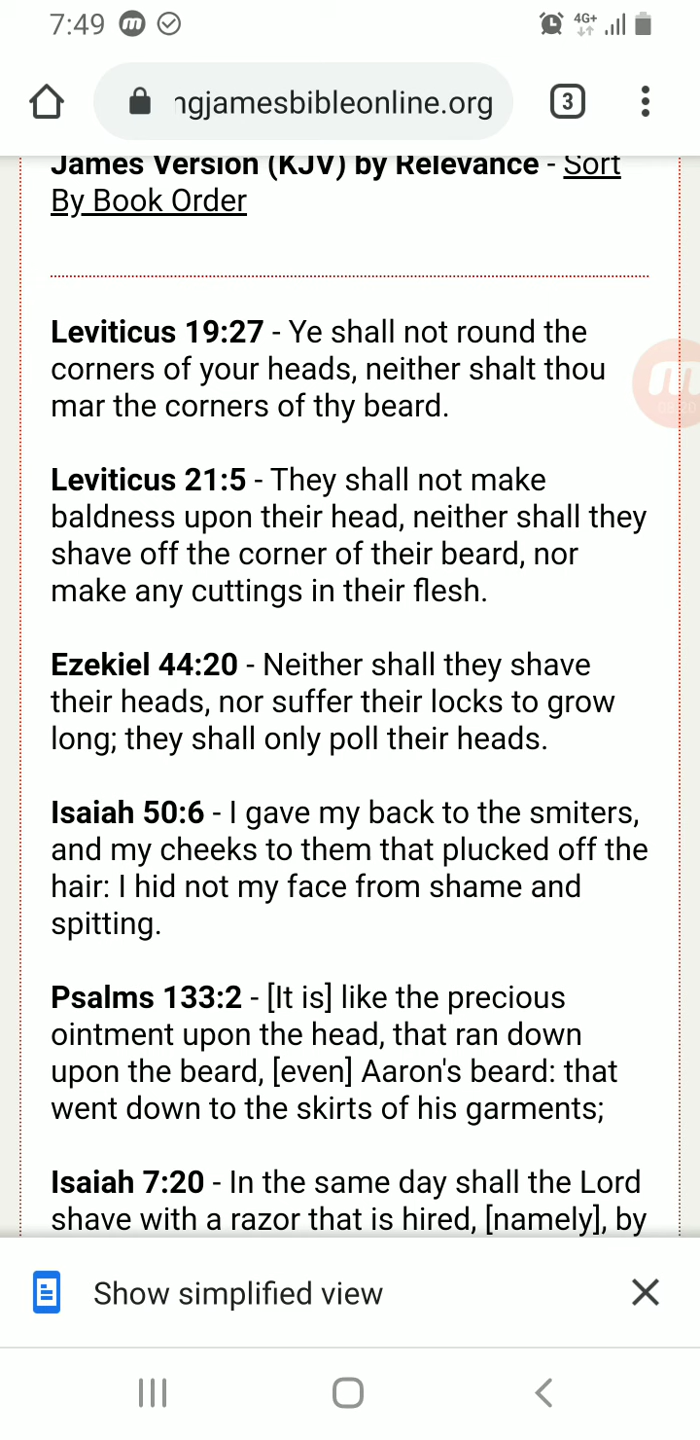 7:49 m 4G+
ngjamesbibleonline.org 3
James Version (KJV) by Relevance - Sort
By Book Order
Leviticus 19:27 - Ye shall not round the
corners of your heads, neither shalt thou
mar the corners of thy beard.
Leviticus 21:5 - They shall not make
baldness upon their head, neither shall they
shave off the corner of their beard, nor
make any cuttings in their flesh.
Ezekiel 44:20 - Neither shall they shave
their heads, nor suffer their locks to grow
long; they shall only poll their heads.
Isaiah 50:6 - I gave my back to the smiters,
and my cheeks to them that plucked off the
hair: I hid not my face from shame and
spitting.
Psalms 133:2 - [It is] like the precious
ointment upon the head, that ran down
upon the beard, [even] Aaron's beard: that
went down to the skirts of his garments;
Isaiah 7:20 - In the same day shall the Lord
shave with a razor that is hired, [namely], by
Show simplified view